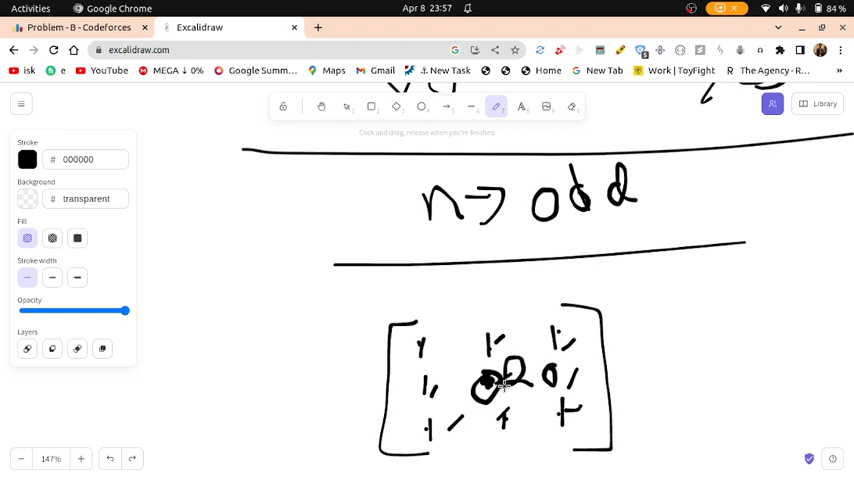 Activities Google Chrome Apr 8 23:57 84 %
Problem - B - Codeforces Excalidraw
excalidraw.com
isk e YouTube MEGA ↓ 0% Google Summ... Maps Gmail New Task Home New Tab Work | ToyFight The Agency - R...
Library
Click and drag, release when you're finished
Stroke
# 000000
Background
# transparent
Fill
Stroke width
Opacity
Layers
n → odd
147%